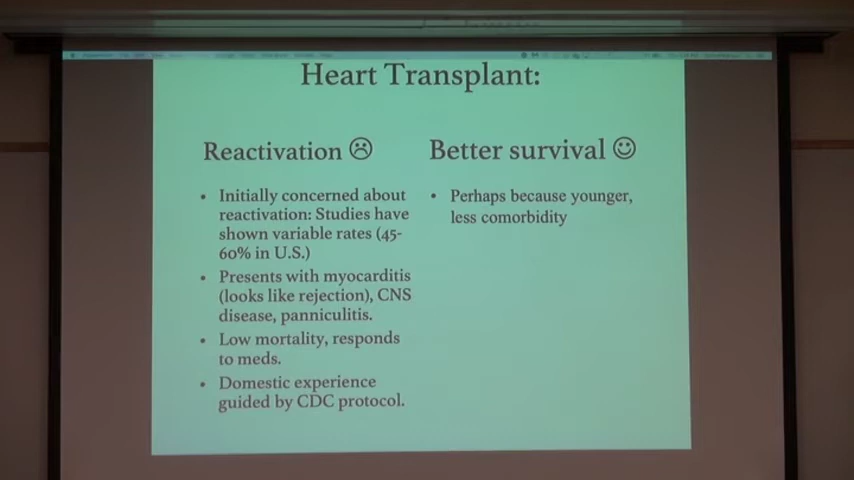 Heart Transplant:
Reactivation ☹
• Initially concerned about
reactivation: Studies have
shown variable rates (45-
60% in U.S.)
• Presents with myocarditis
(looks like rejection), CNS
disease, panniculitis.
• Low mortality, responds
to meds.
• Domestic experience
guided by CDC protocol.
Better survival ☺
• Perhaps because younger,
less comorbidity